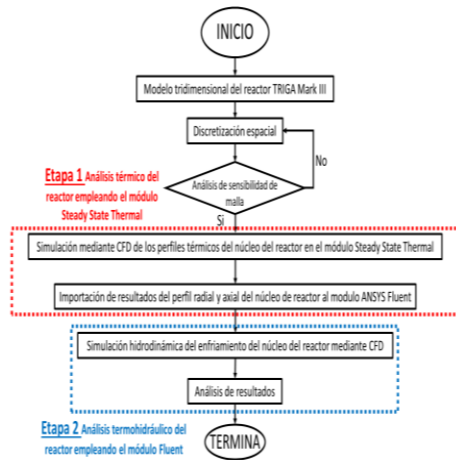 INICIO
Modelo tridimensional del reactor TRIGA Mark III
Discretización espacial
No
Etapa 1 Análisis térmico del
reactor empleando el módulo
Steady State Thermal
Análisis de sensibilidad de
malla
Si
Simulación mediante CFD de los perfiles térmicos del núcleo del reactor en el módulo Steady State Thermal
Importación de resultados del perfil radial y axial del núcleo de reactor al modulo ANSYS Fluent
Simulación hidrodinámica del enfriamiento del núcleo del reactor mediante CFD
Análisis de resultados
Etapa 2 Análisis termohidráulico del
reactor empleando el módulo Fluent
TERMINA